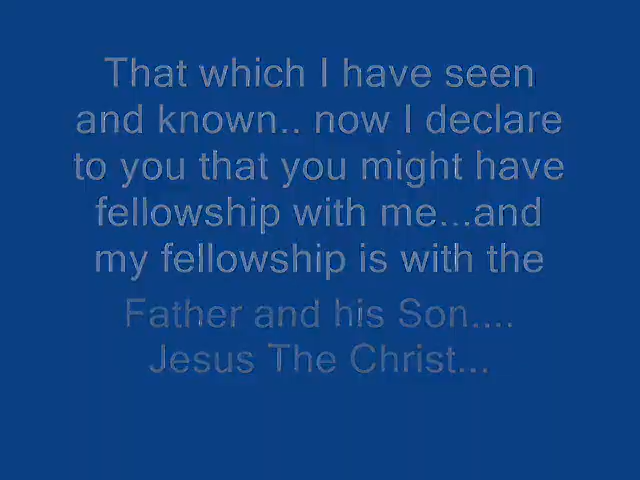 That which I have seen
and known.. now I declare
to you that you might have
fellowship with me...and
my fellowship is with the
Father and his Son....
Jesus The Christ...